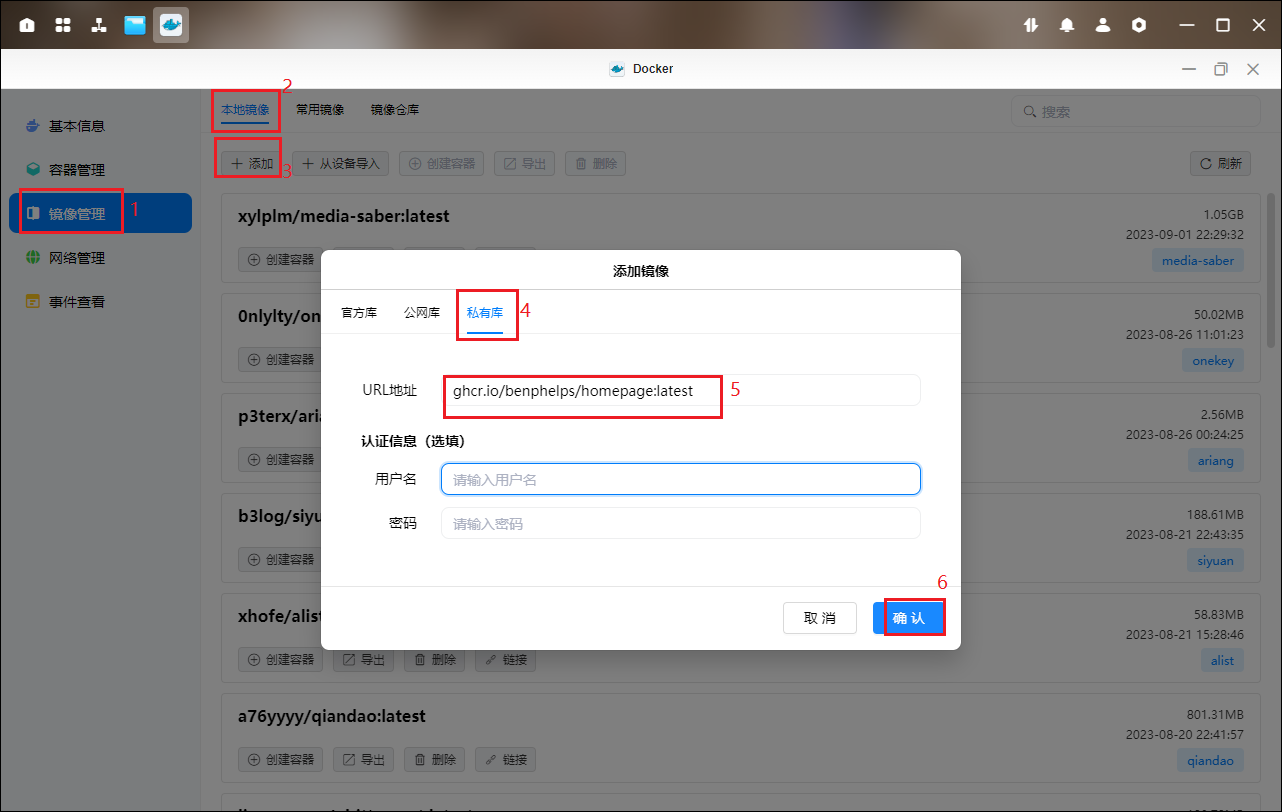 Docker
2
本地镜像 常用镜像 镜像仓库
搜索
基本信息
容器管理
镜像管理 1
网络管理
事件查看
添加 3 从设备导入 创建容器 导出 删除 刷新
xylplm/media-saber:latest 1.05GB
2023-09-01 22:29:32
创建容器 media-saber
添加镜像
官方库 公网库 私有库 4
URL地址 ghcr.io/benphelps/homepage:latest 5
认证信息（选填）
用户名 请输入用户名
密码 请输入密码
6
取消 确认
0nlylty/on 50.02MB
2023-08-26 11:01:23
创建容器 onekey
p3terx/aria 2.56MB
2023-08-26 00:24:25
创建容器 ariang
b3log/siyu 188.61MB
2023-08-21 22:43:35
创建容器 siyuan
xhofe/alist 58.83MB
2023-08-21 15:28:46
创建容器 导出 删除 链接 alist
a76yyyy/qiandao:latest 801.31MB
2023-08-20 22:41:57
创建容器 导出 删除 链接 qiandao